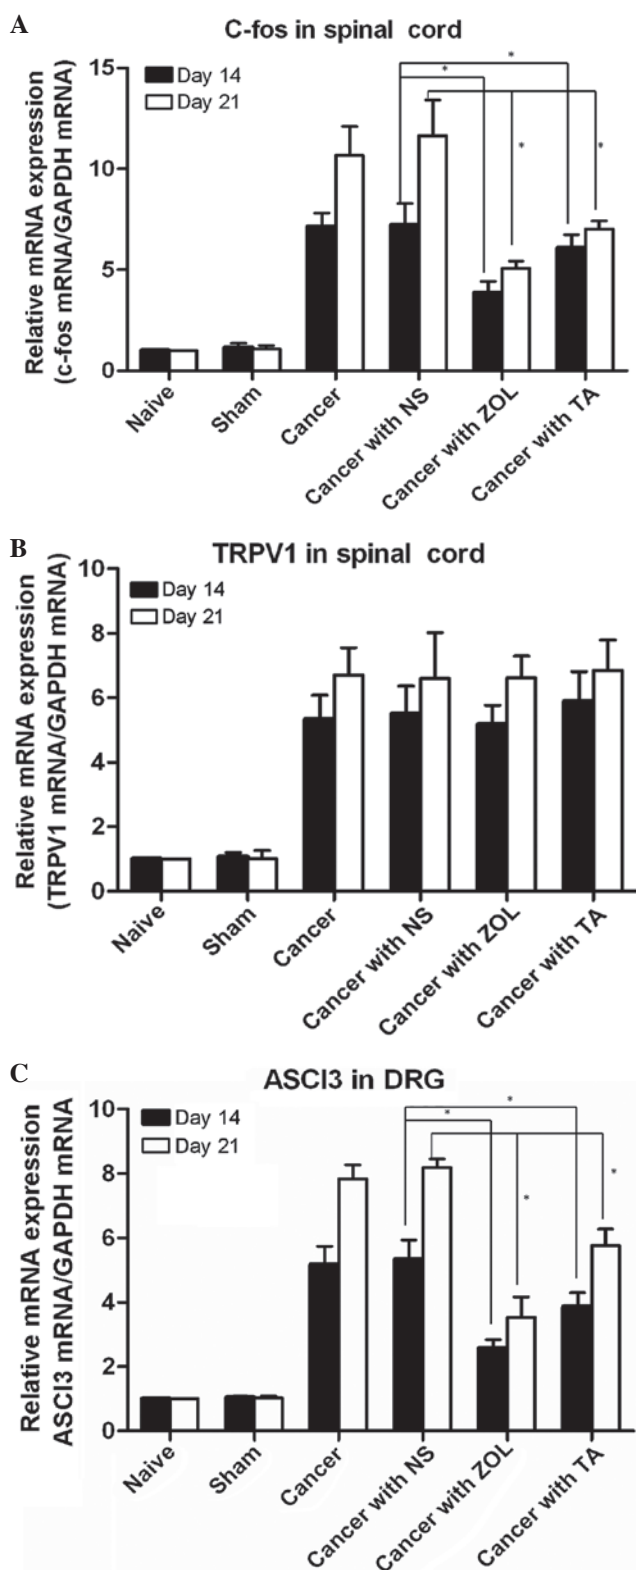 A
C-fos in spinal cord
Relative mRNA expression
(c-fos mRNA/GAPDH mRNA)
15
10
5
0
Day 14
Day 21
*
*
*
*
Naive
Sham
Cancer
Cancer with NS
Cancer with ZOL
Cancer with TA
B
TRPV1 in spinal cord
Relative mRNA expression
(TRPV1 mRNA/GAPDH mRNA)
10
8
6
4
2
0
Day 14
Day 21
Naive
Sham
Cancer
Cancer with NS
Cancer with ZOL
Cancer with TA
C
ASCI3 in DRG
Relative mRNA expression
ASCI3 mRNA/GAPDH mRNA
10
8
6
4
2
0
Day 14
Day 21
*
*
*
*
Naive
Sham
Cancer
Cancer with NS
Cancer with ZOL
Cancer with TA